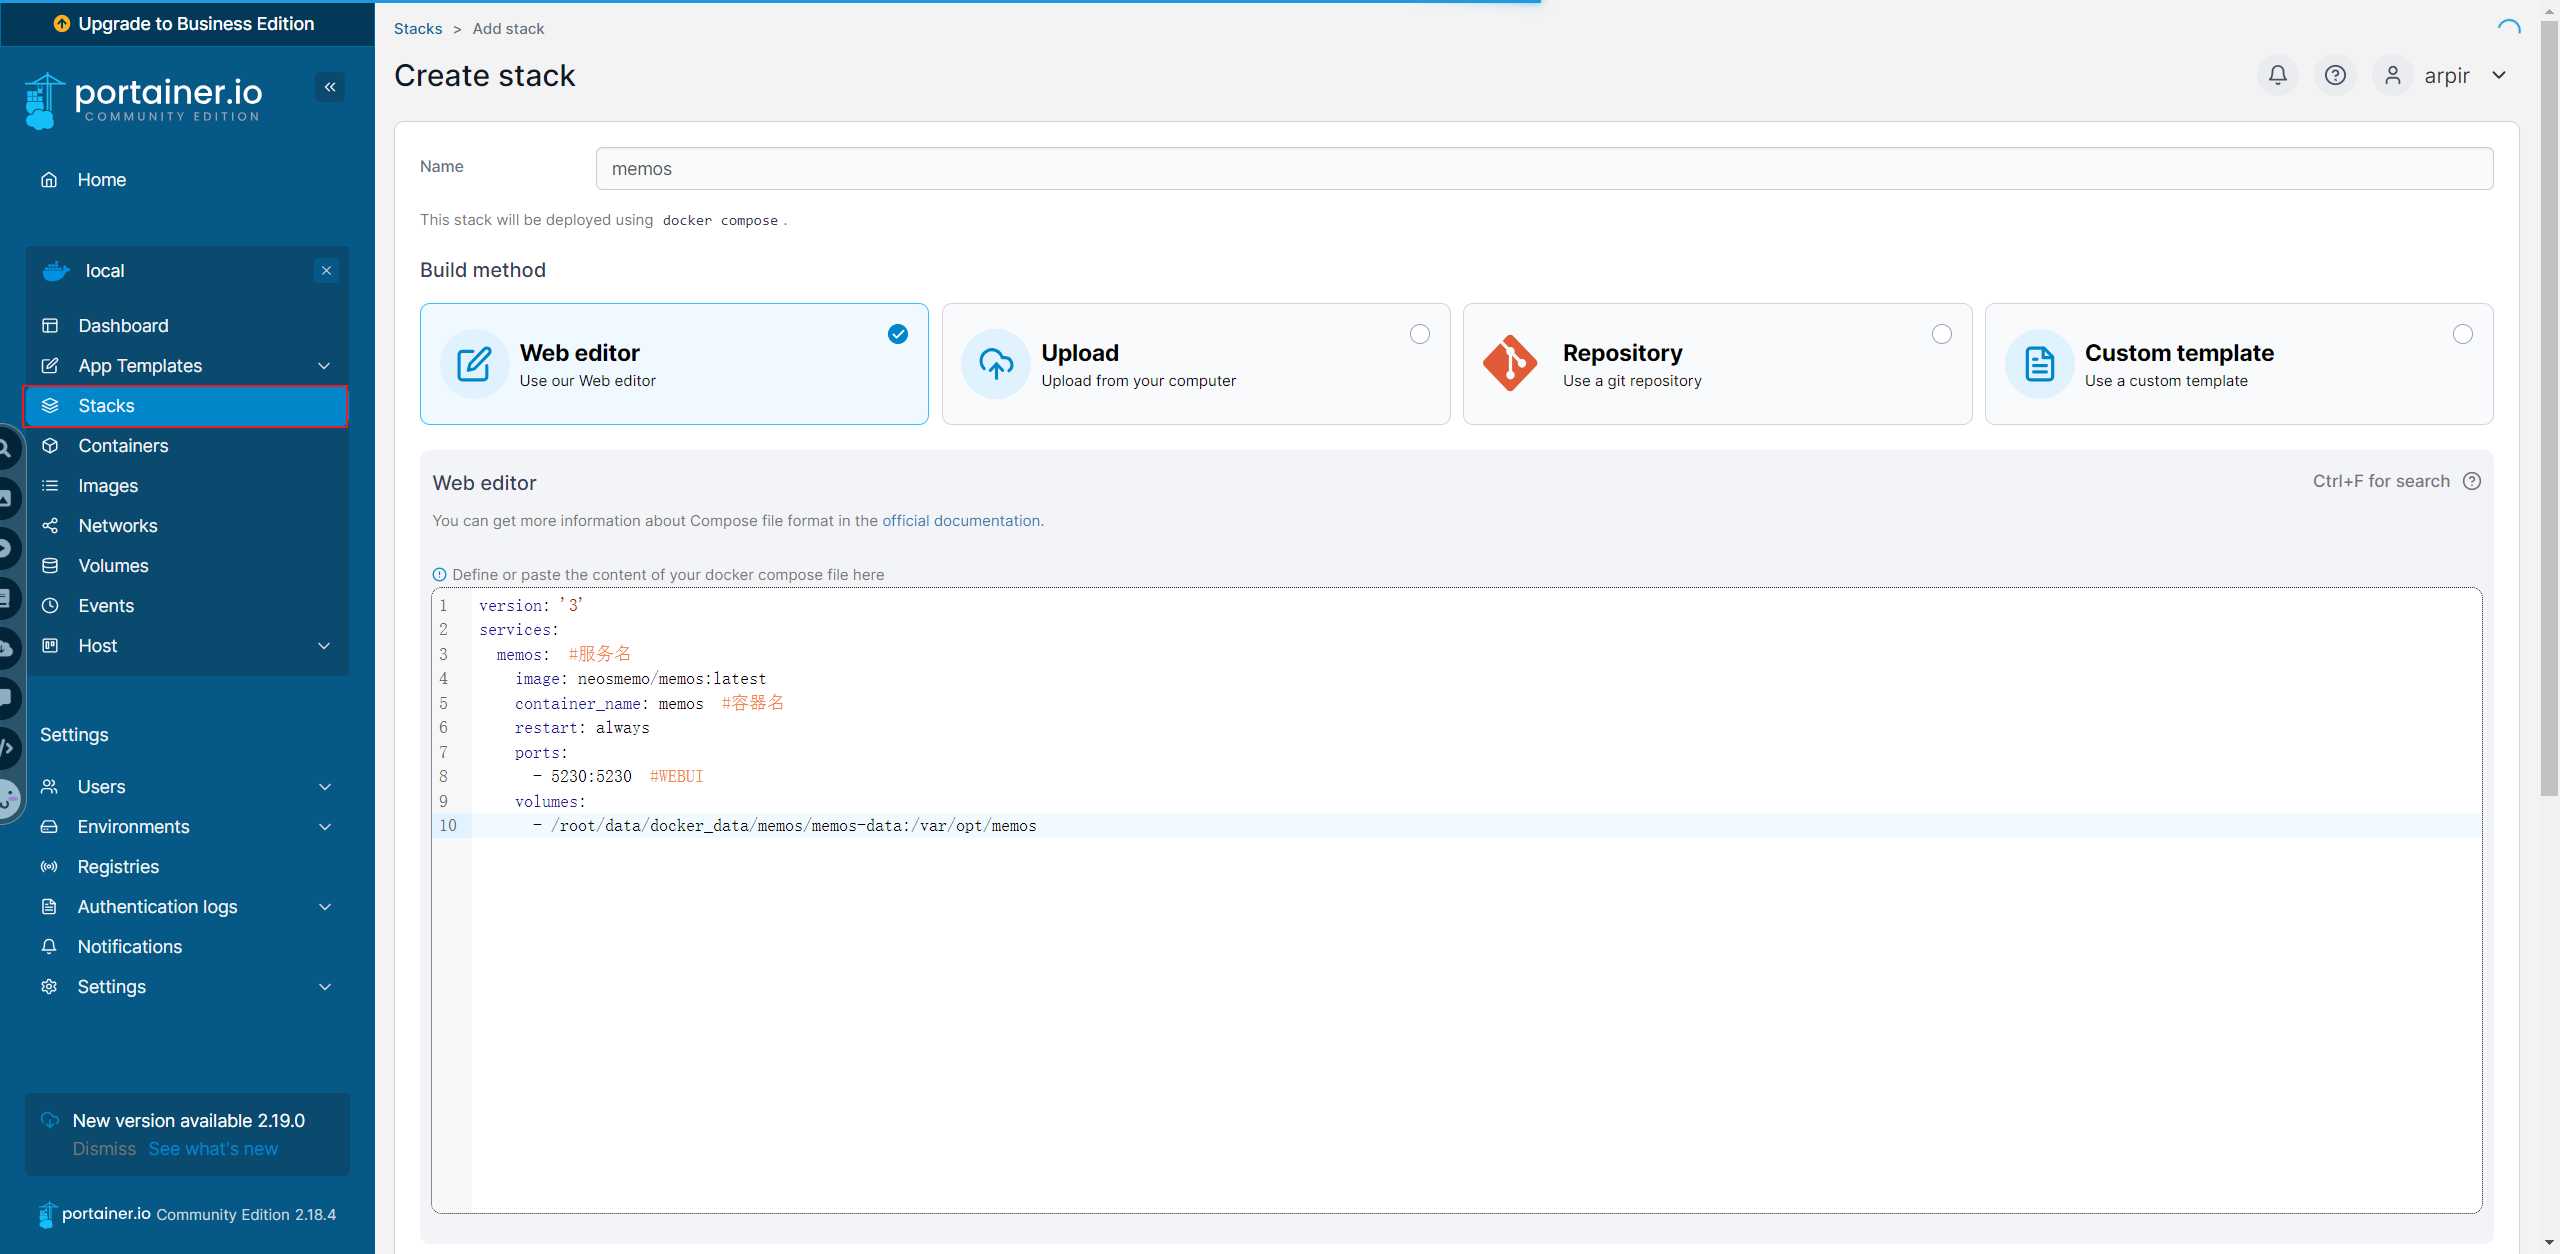 Upgrade to Business Edition
portainer.io
COMMUNITY EDITION
Home
local
Dashboard
App Templates
Stacks
Containers
Images
Networks
Volumes
Events
Host
Settings
Users
Environments
Registries
Authentication logs
Notifications
Settings
New version available 2.19.0
Dismiss See what's new
portainer.io Community Edition 2.18.4
Stacks > Add stack
Create stack
arpir
Name
memos
This stack will be deployed using docker compose .
Build method
Web editor
Use our Web editor
Upload
Upload from your computer
Repository
Use a git repository
Custom template
Use a custom template
Web editor
Ctrl+F for search
You can get more information about Compose file format in the official documentation.
Define or paste the content of your docker compose file here
1 version: '3'
2 services:
3 memos: #服务名
4 image: neosmemo/memos:latest
5 container_name: memos #容器名
6 restart: always
7 ports:
8 - 5230:5230 #WEBUI
9 volumes:
10 - /root/data/docker_data/memos/memos-data:/var/opt/memos